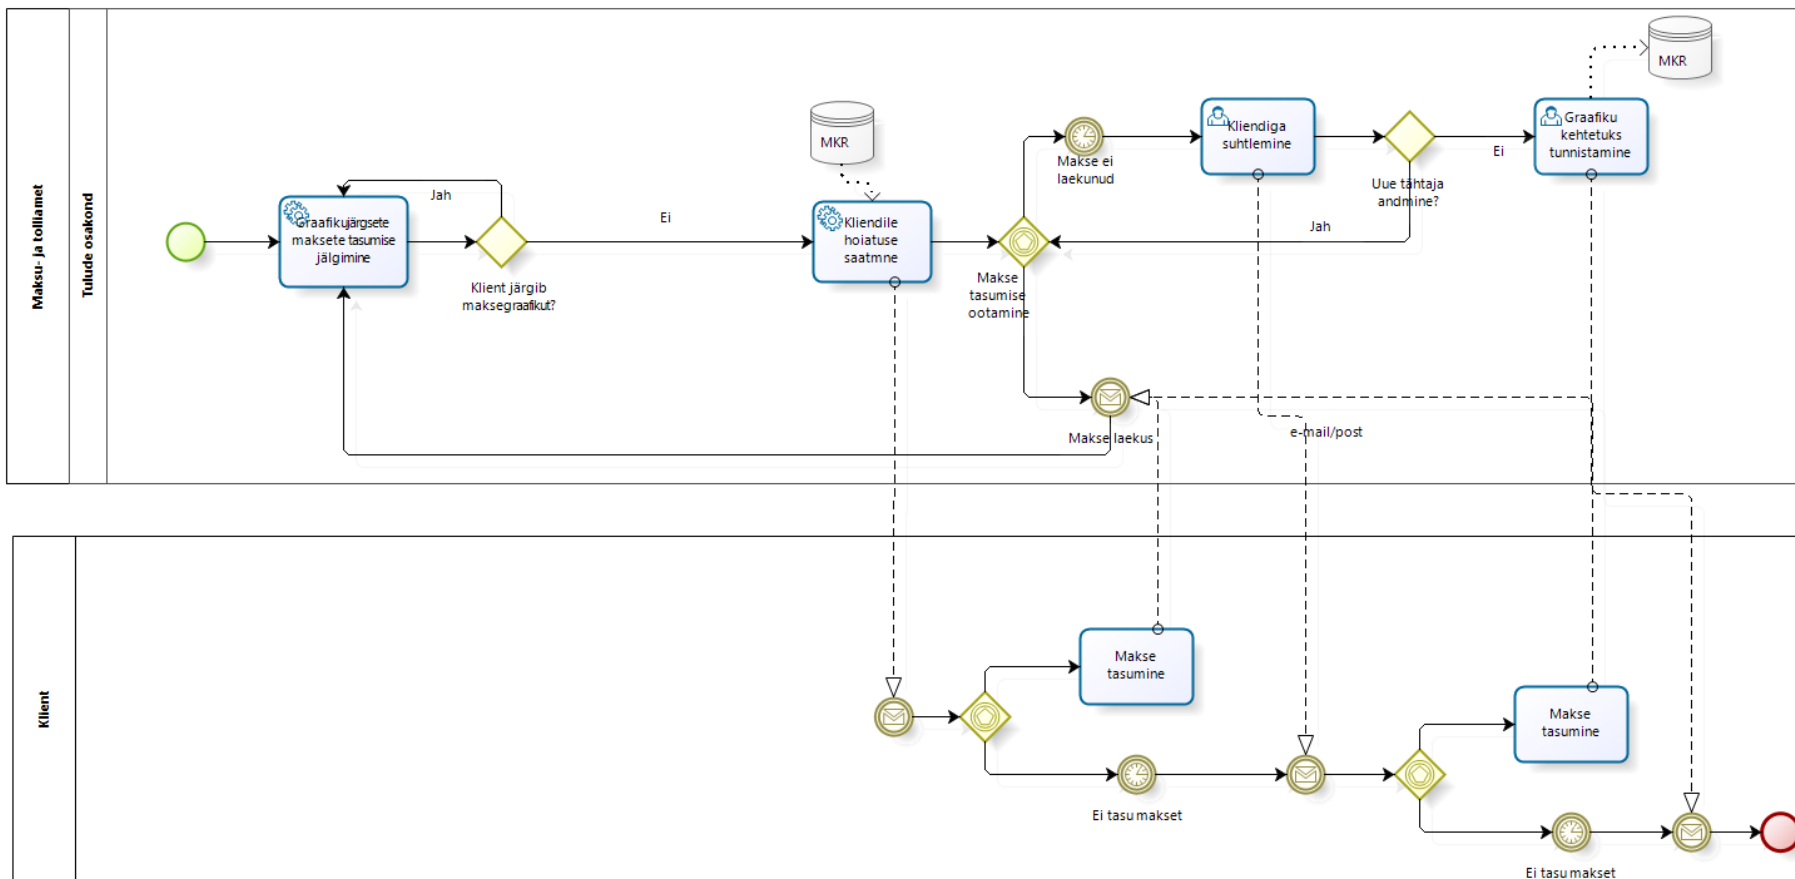 Maksu- ja tolliamet
Tulude osakond
Graafikujärgsete
maksete tasumise
jälgimine
Jah
Klient järgib
maksegraafikut?
Ei
MKR
Kliendile
hoiatuse
saatmne
Makse
tasumise
ootamine
Makse ei
laekunud
Kliendiga
suhtlemine
Uue tähtaja
andmine?
Jah
Ei
Graafiku
kehtetuks
tunnistamine
MKR
Makse laekus
e-mail/post
Klient
Makse
tasumine
Ei tasu makset
Makse
tasumine
Ei tasu makset